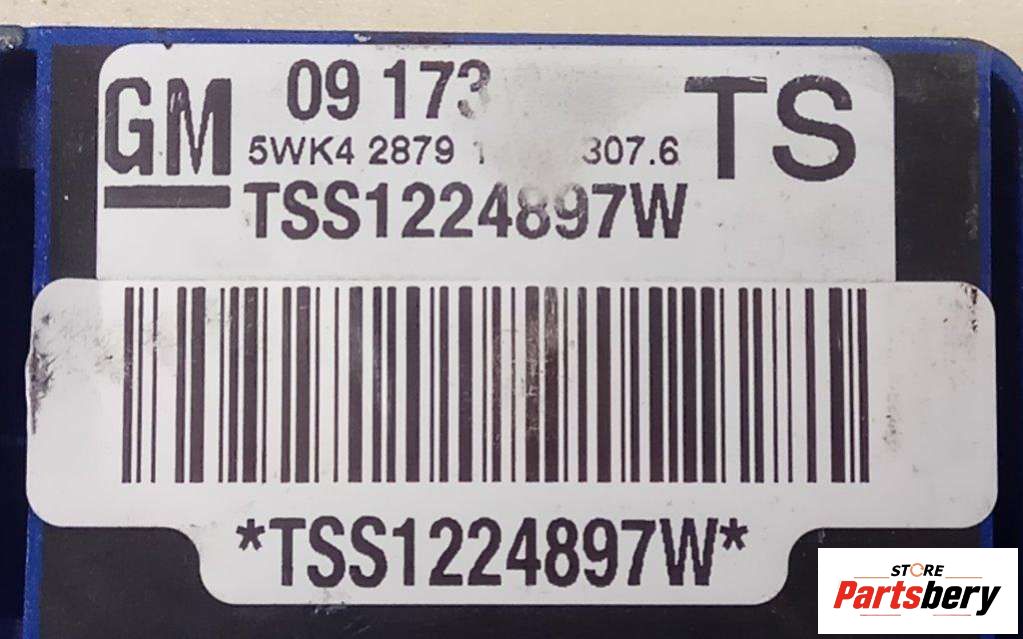 GM
09 173
TS
5WK4 2879 307.6
TSS1224897W
*TSS1224897W*
STORE
Partsbery